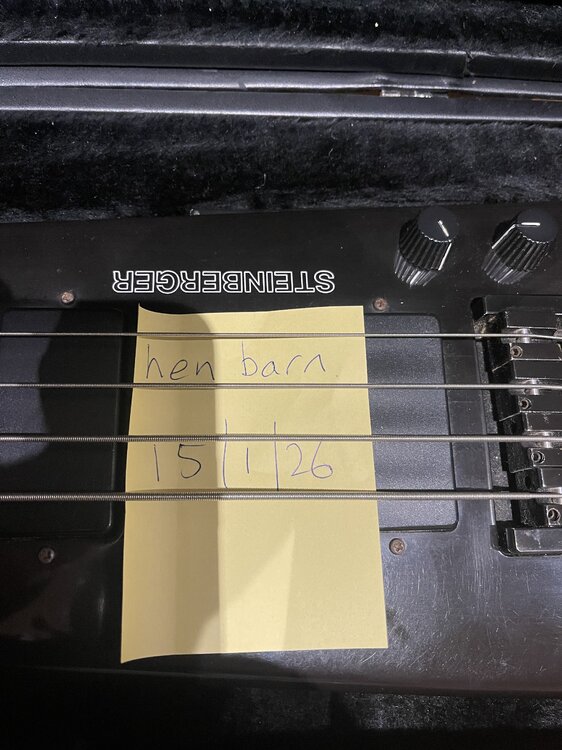 STEINBERGER
hen barn.
15/1/26